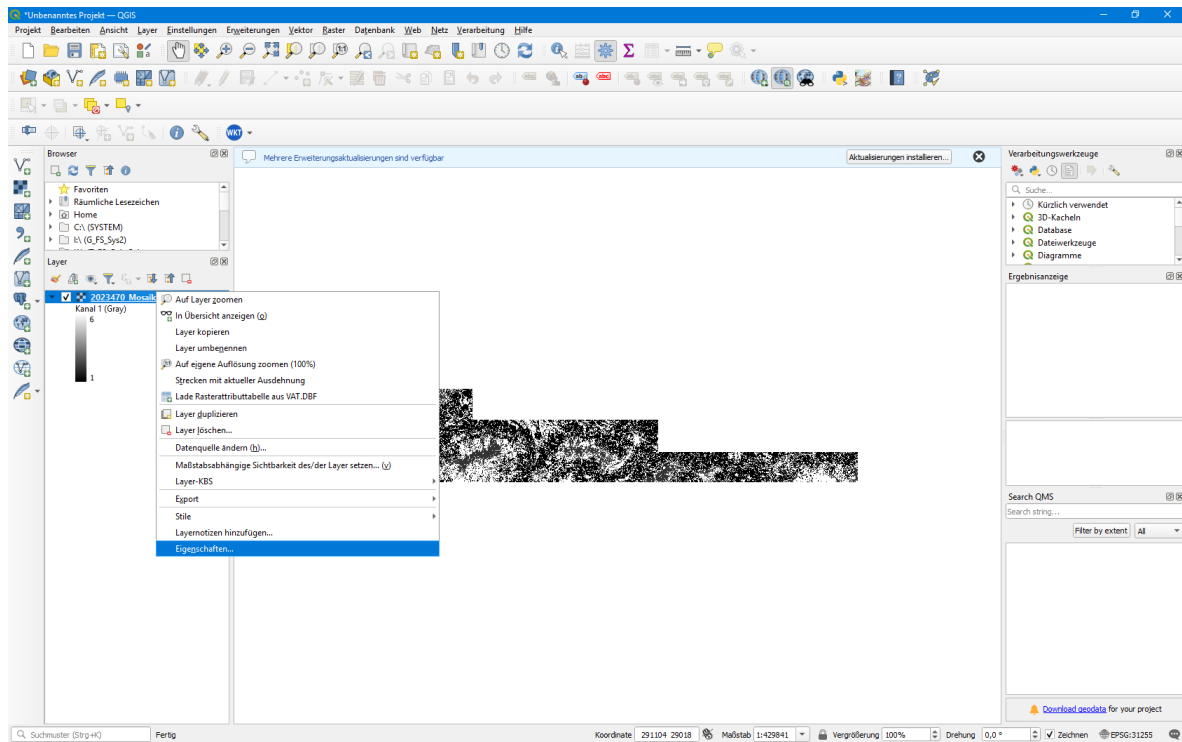 *Unbenanntes Projekt — QGIS
Projekt Bearbeiten Ansicht Layer Einstellungen Erweiterungen Vektor Raster Datenbank Web Netz Verarbeitung Hilfe
abc
WKT
Browser
Mehrere Erweiterungsaktualisierungen sind verfügbar
Aktualisierungen installieren...
Verarbeitungswerkzeuge
Favoriten
Räumliche Lesezeichen
Home
C:\ (SYSTEM)
I:\ (G_FS_Sys2)
Suche...
Kürzlich verwendet
3D-Kacheln
Database
Dateiwerkzeuge
Diagramme
Layer
Ergebnisanzeige
2023470_Mosaik
Kanal 1 (Gray)
6
1
Auf Layer zoomen
In Übersicht anzeigen (o)
Layer kopieren
Layer umbenennen
Auf eigene Auflösung zoomen (100%)
Strecken mit aktueller Ausdehnung
Lade Rasterattributtabelle aus VAT.DBF
Layer duplizieren
Layer löschen...
Datenquelle ändern (h)...
Maßstabsabhängige Sichtbarkeit des/der Layer setzen... (v)
Layer-KBS
Export
Stile
Layernotizen hinzufügen...
Eigenschaften...
Search QMS
Search string...
Filter by extent All
Download geodata for your project
Suchmuster (Strg+K) Fertig Koordinate 291104 29018 Maßstab 1:429841 Vergrößerung 100% Drehung 0,0 ° Zeichnen EPSG:31255